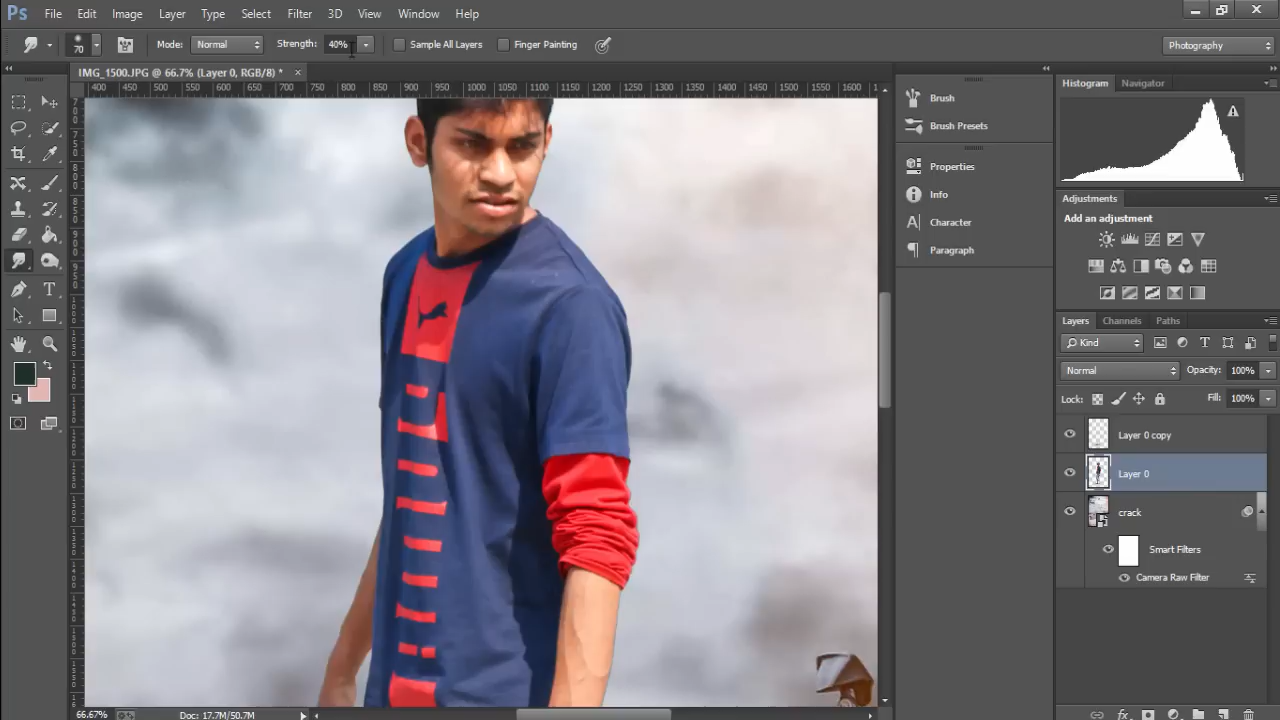 Ps File Edit Image Layer Type Select Filter 3D View Window Help
70 Mode: Normal Strength: 40% Sample All Layers Finger Painting Photography
IMG_1500.JPG @ 66.7% (Layer 0, RGB/8) * ×
400 450 500 550 600 650 700 750 800 850 900 950 1000 1050 1100 1150 1200 1250 1300 1350 1400 1450 1500 1550 1600
Histogram Navigator
Brush
Brush Presets
Properties
Info
Character
Paragraph
Adjustments
Add an adjustment
Layers Channels Paths
Kind
Normal Opacity: 100%
Lock: Fill: 100%
Layer 0 copy
Layer 0
crack
Smart Filters
Camera Raw Filter
66.67% Doc: 17.7M/50.7M